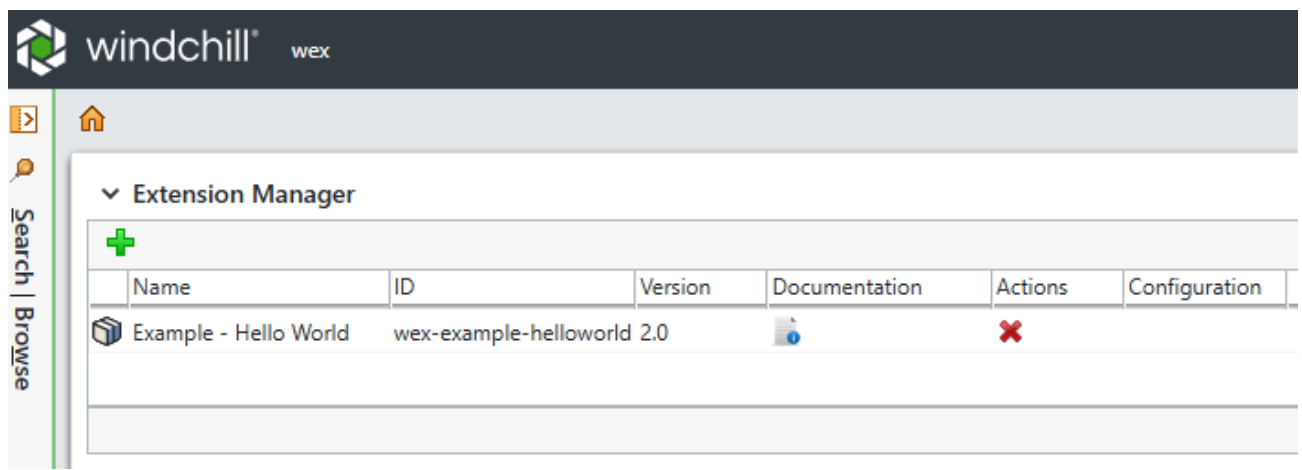 windchill® wex
Search | Browse
Extension Manager
Name ID Version Documentation Actions Configuration
Example - Hello World wex-example-helloworld 2.0